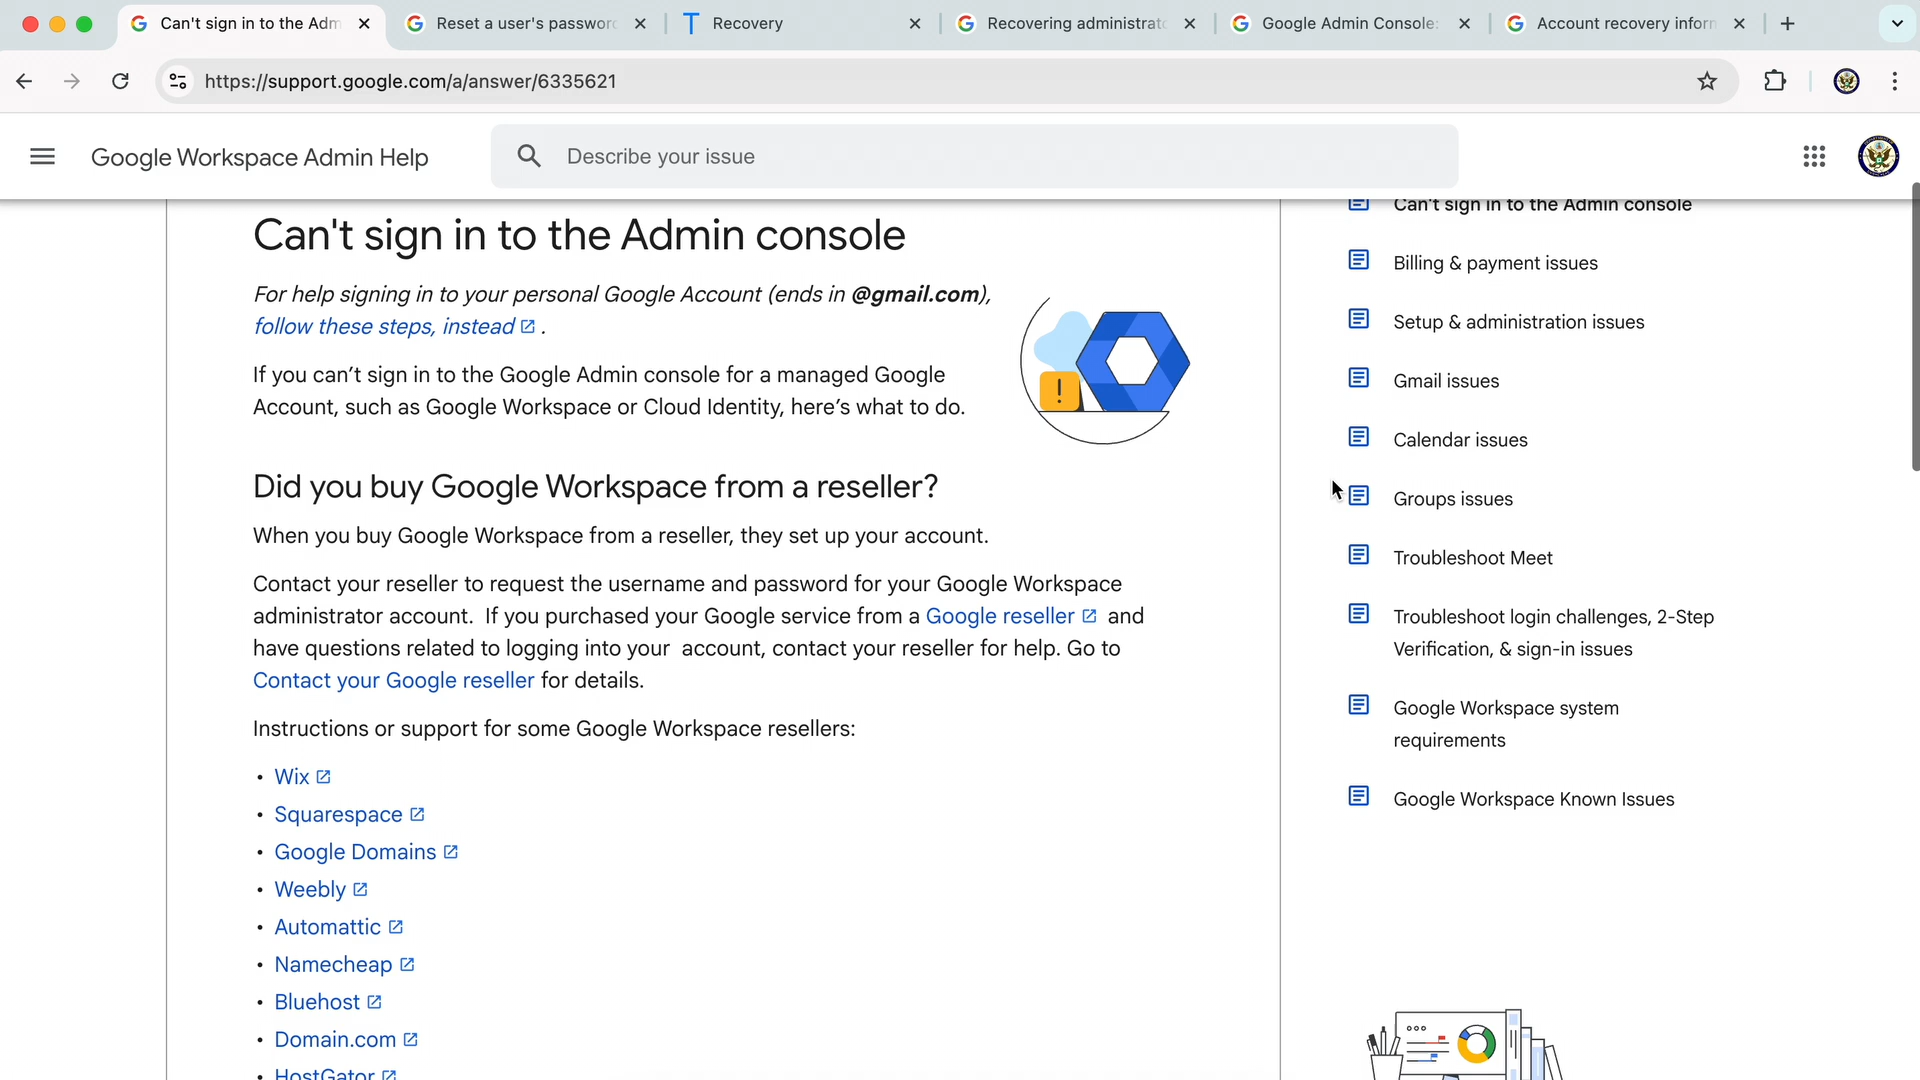 Can't sign in to the Adm
Reset a user's password
Recovery
Recovering administrato
Google Admin Console:
Account recovery inform
https://support.google.com/a/answer/6335621
Google Workspace Admin Help
Describe your issue
Can't sign in to the Admin console
For help signing in to your personal Google Account (ends in @gmail.com),
follow these steps, instead .
If you can’t sign in to the Google Admin console for a managed Google
Account, such as Google Workspace or Cloud Identity, here’s what to do.
Did you buy Google Workspace from a reseller?
When you buy Google Workspace from a reseller, they set up your account.
Contact your reseller to request the username and password for your Google Workspace
administrator account. If you purchased your Google service from a Google reseller and
have questions related to logging into your account, contact your reseller for help. Go to
Contact your Google reseller for details.
Instructions or support for some Google Workspace resellers:
• Wix
• Squarespace
• Google Domains
• Weebly
• Automattic
• Namecheap
• Bluehost
• Domain.com
• HostGator
Can't sign in to the Admin console
Billing & payment issues
Setup & administration issues
Gmail issues
Calendar issues
Groups issues
Troubleshoot Meet
Troubleshoot login challenges, 2-Step
Verification, & sign-in issues
Google Workspace system
requirements
Google Workspace Known Issues